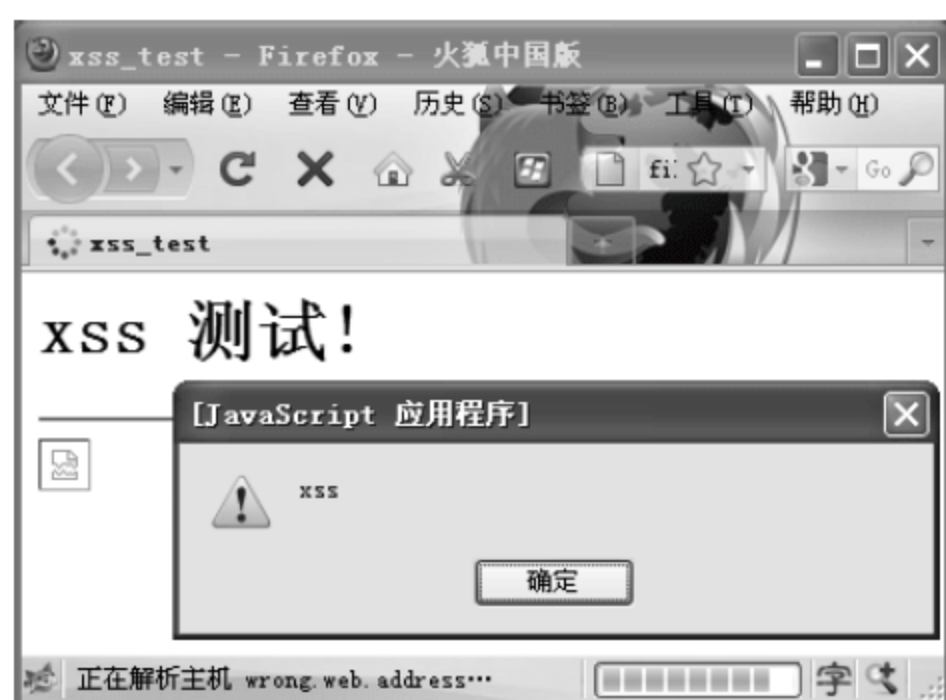 xss_test - Firefox - 火狐中国版
文件(F) 编辑(E) 查看(V) 历史(S) 书签(B) 工具(T) 帮助(H)
fi: Go
xss_test
xss 测试!
[JavaScript 应用程序]
xss
确定
正在解析主机 wrong.web.address… 字